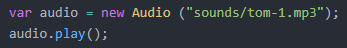 var audio = new Audio ("sounds/tom-1.mp3");
audio.play();